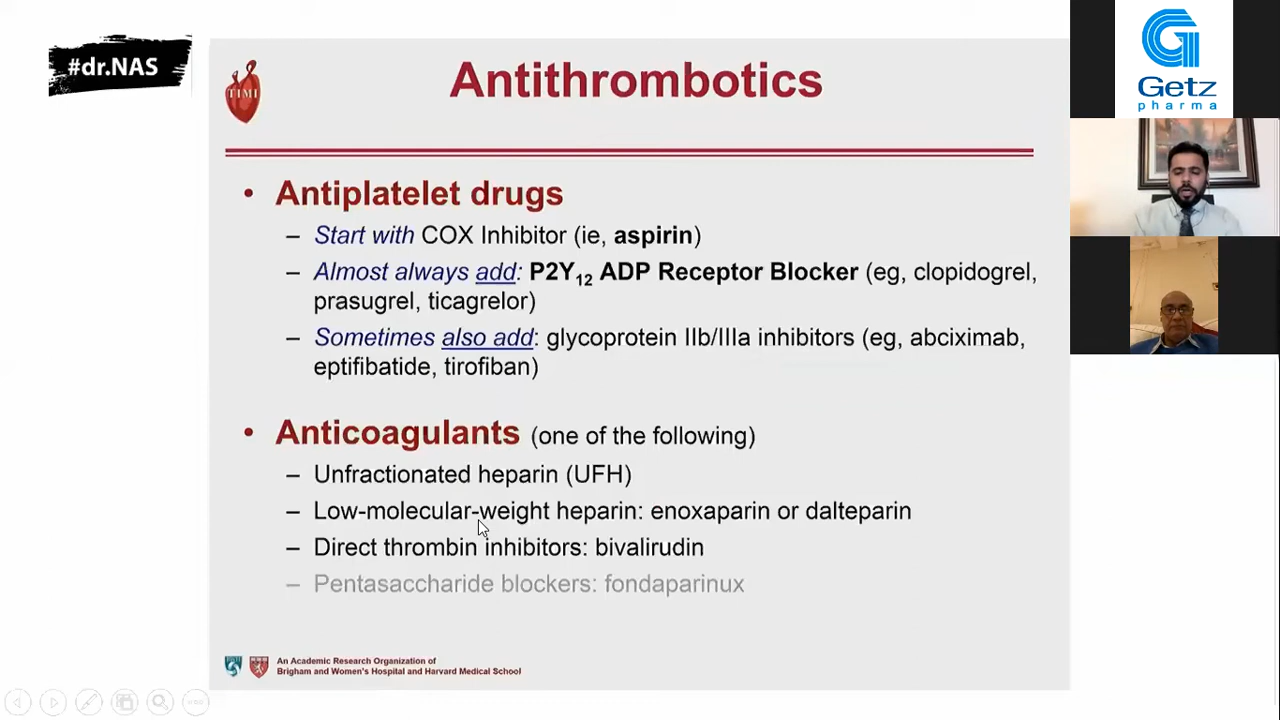 #dr.NAS
TIMI
Antithrombotics
Getz
pharma
• Antiplatelet drugs
– Start with COX Inhibitor (ie, aspirin)
– Almost always add: P2Y12 ADP Receptor Blocker (eg, clopidogrel,
prasugrel, ticagrelor)
– Sometimes also add: glycoprotein IIb/IIIa inhibitors (eg, abciximab,
eptifibatide, tirofiban)
• Anticoagulants (one of the following)
– Unfractionated heparin (UFH)
– Low-molecular-weight heparin: enoxaparin or dalteparin
– Direct thrombin inhibitors: bivalirudin
– Pentasaccharide blockers: fondaparinux
An Academic Research Organization of
Brigham and Women's Hospital and Harvard Medical School